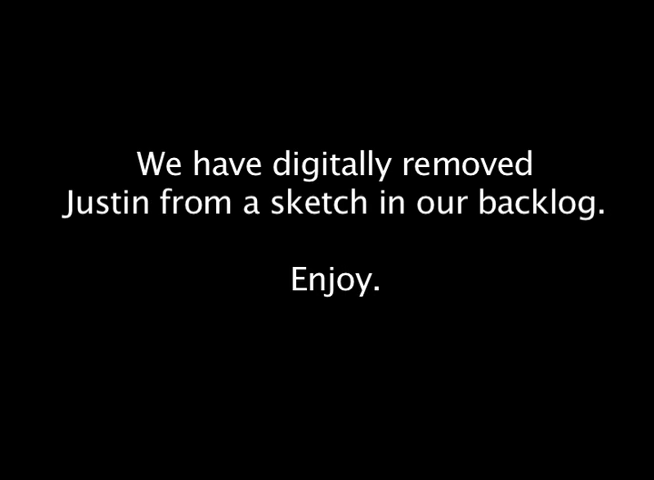 We have digitally removed
Justin from a sketch in our backlog.
Enjoy.